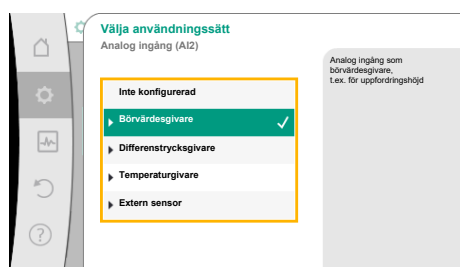 Välja användningssätt
Analog ingång (AI2)
Inte konfigurerad
Börvärdesgivare
Differenstrycksgivare
Temperaturgivare
Extern sensor
Analog ingång som
börvärdesgivare,
t.ex. för uppfordringshöjd
?